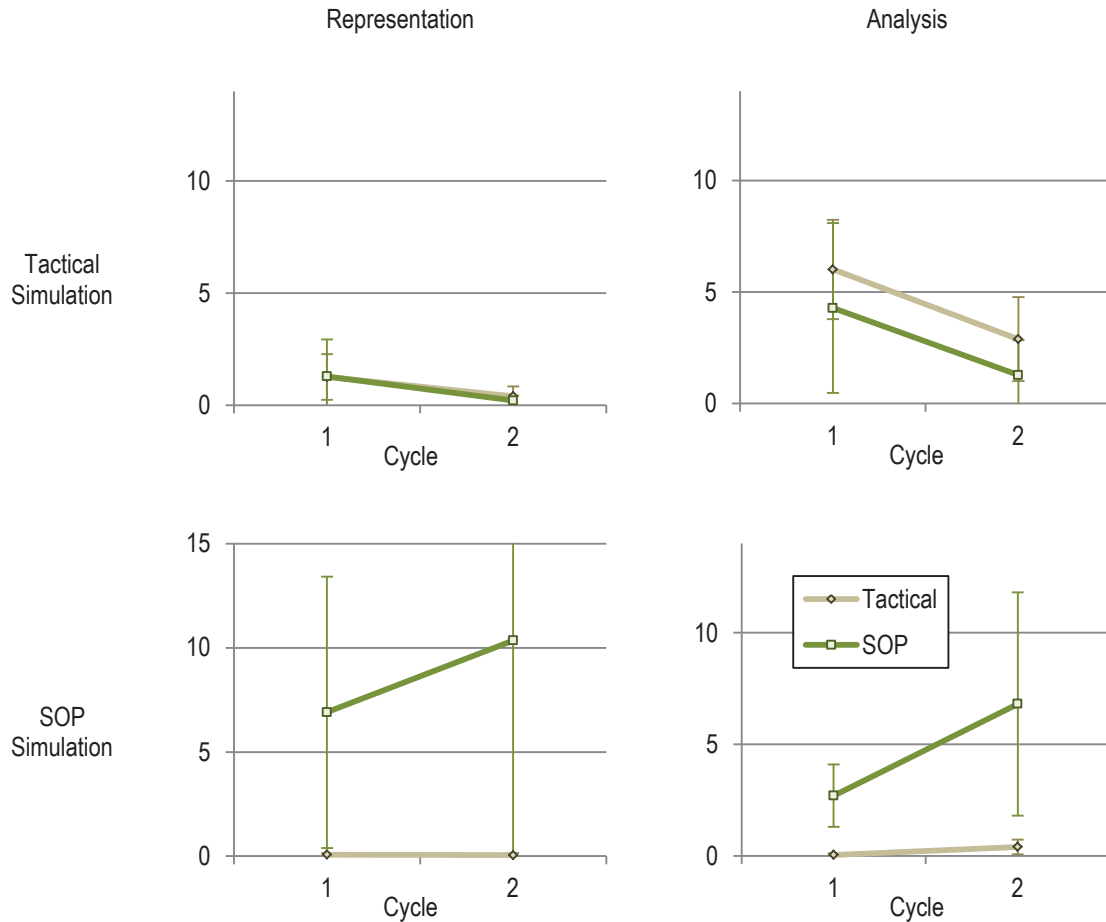 Representation
Analysis
10
5
0
1
2
Cycle
10
5
0
1
2
Cycle
Tactical
Simulation
15
10
5
0
1
2
Cycle
10
5
0
1
2
Cycle
Tactical
SOP
SOP
Simulation